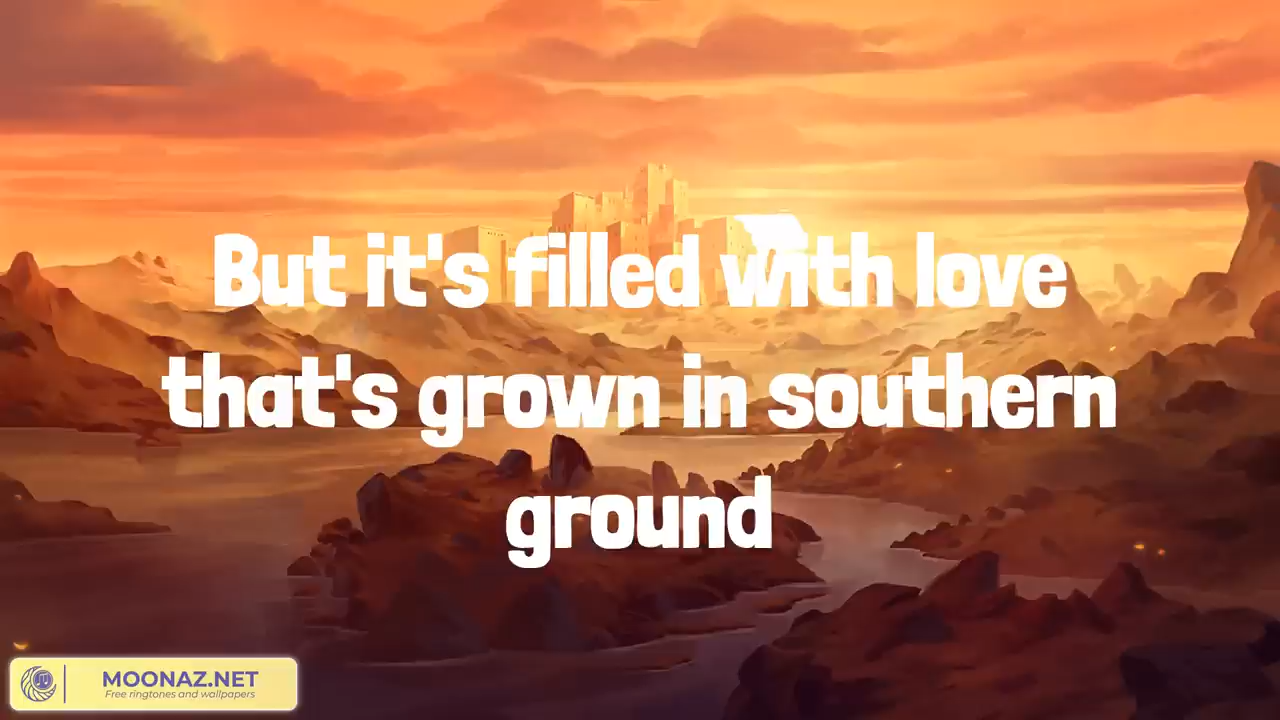 But it's filled with love
that's grown in southern
ground
MOONAZ.NET
Free ringtones and wallpapers